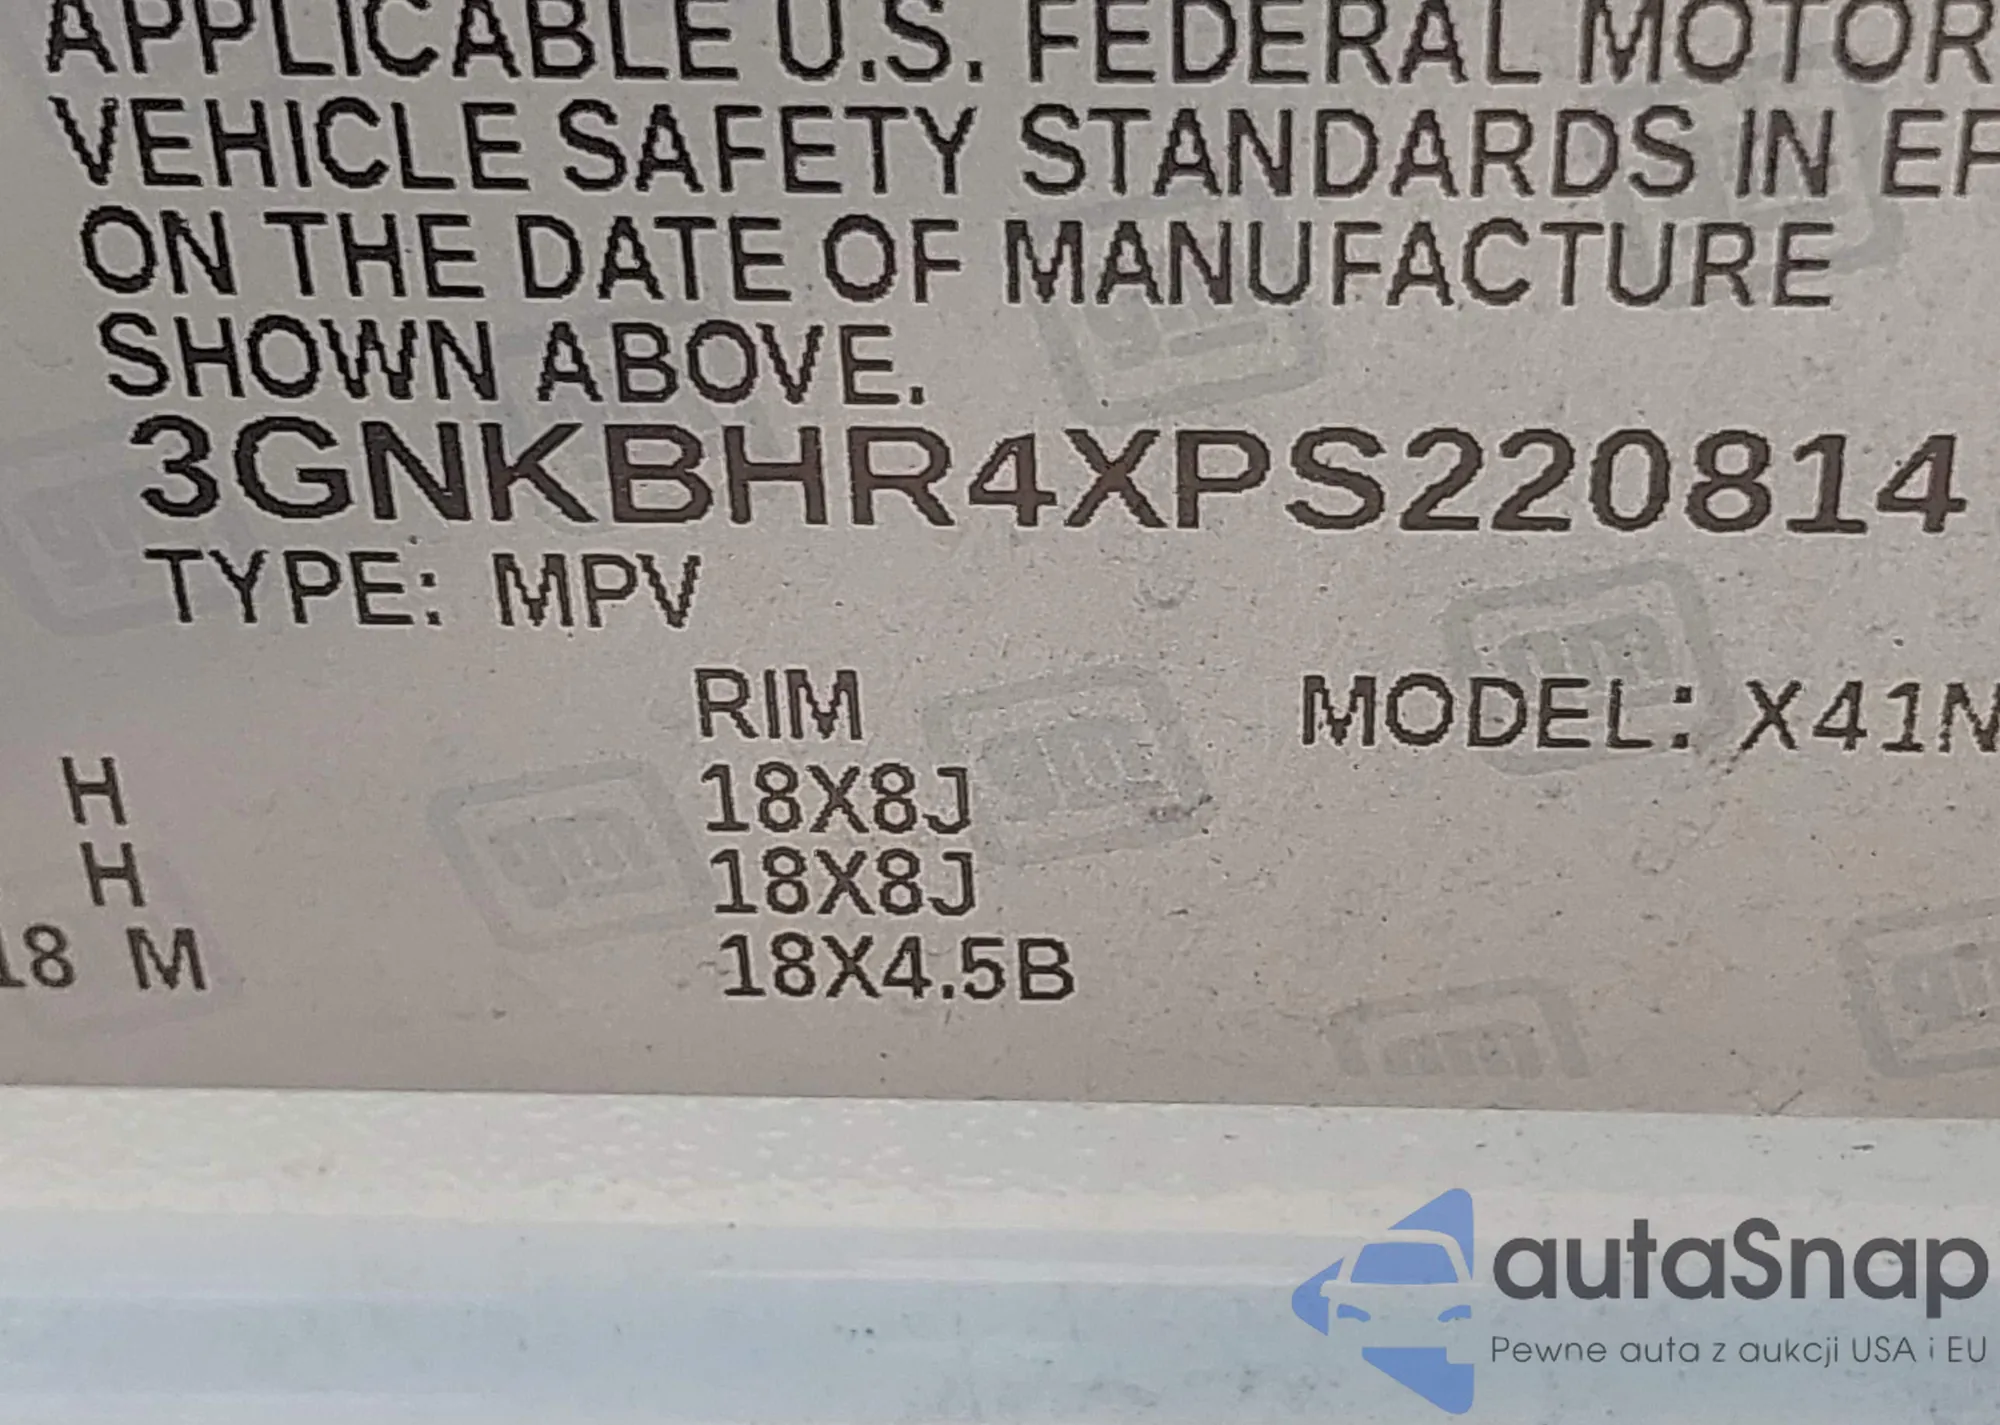 APPLICABLE U.S. FEDERAL MOTOR
VEHICLE SAFETY STANDARDS IN EF
ON THE DATE OF MANUFACTURE
SHOWN ABOVE.
3GNKBHR4XPS220814
TYPE: MPV
RIM MODEL: X41N
H 18X8J
H 18X8J
18 M 18X4.5B
autaSnap
Pewne auta z aukcji USA i EU